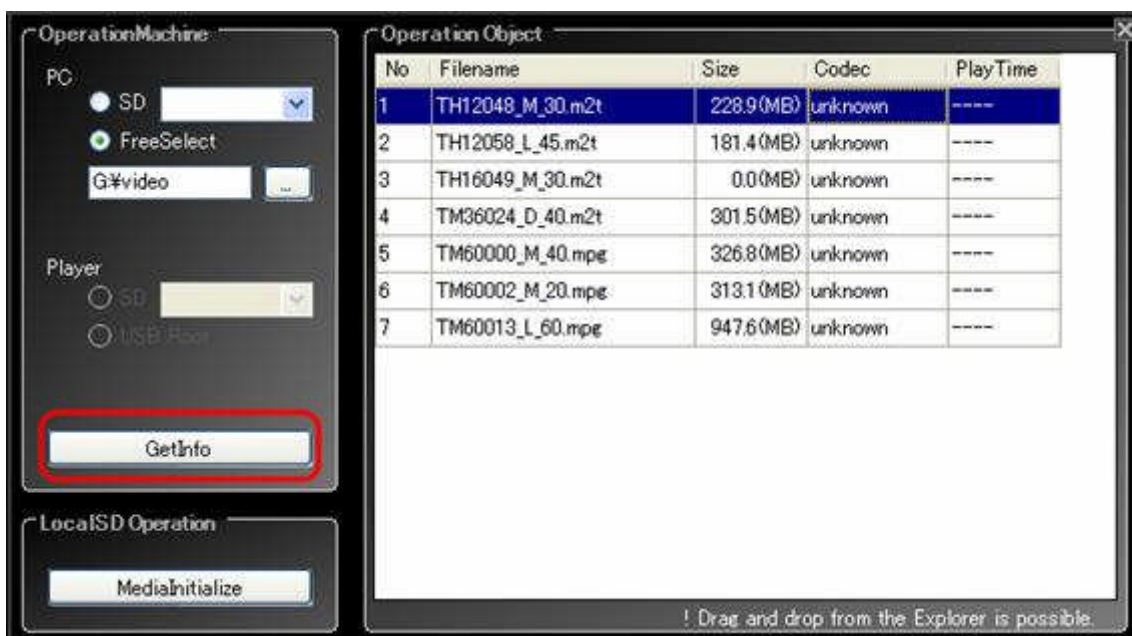 OperationMachine
PC
SD
FreeSelect
G:¥video
...
Player
SD
USB Root
GetInfo
LocalSD Operation
MediaInitialize
Operation Object
No Filename Size Codec PlayTime
1 TH12048_M_30.m2t 228.9(MB) unknown ----
2 TH12058_L_45.m2t 181.4(MB) unknown ----
3 TH16049_M_30.m2t 0.0(MB) unknown ----
4 TM36024_D_40.m2t 301.5(MB) unknown ----
5 TM60000_M_40.mpg 326.8(MB) unknown ----
6 TM60002_M_20.mpg 313.1(MB) unknown ----
7 TM60013_L_60.mpg 947.6(MB) unknown ----
! Drag and drop from the Explorer is possible.